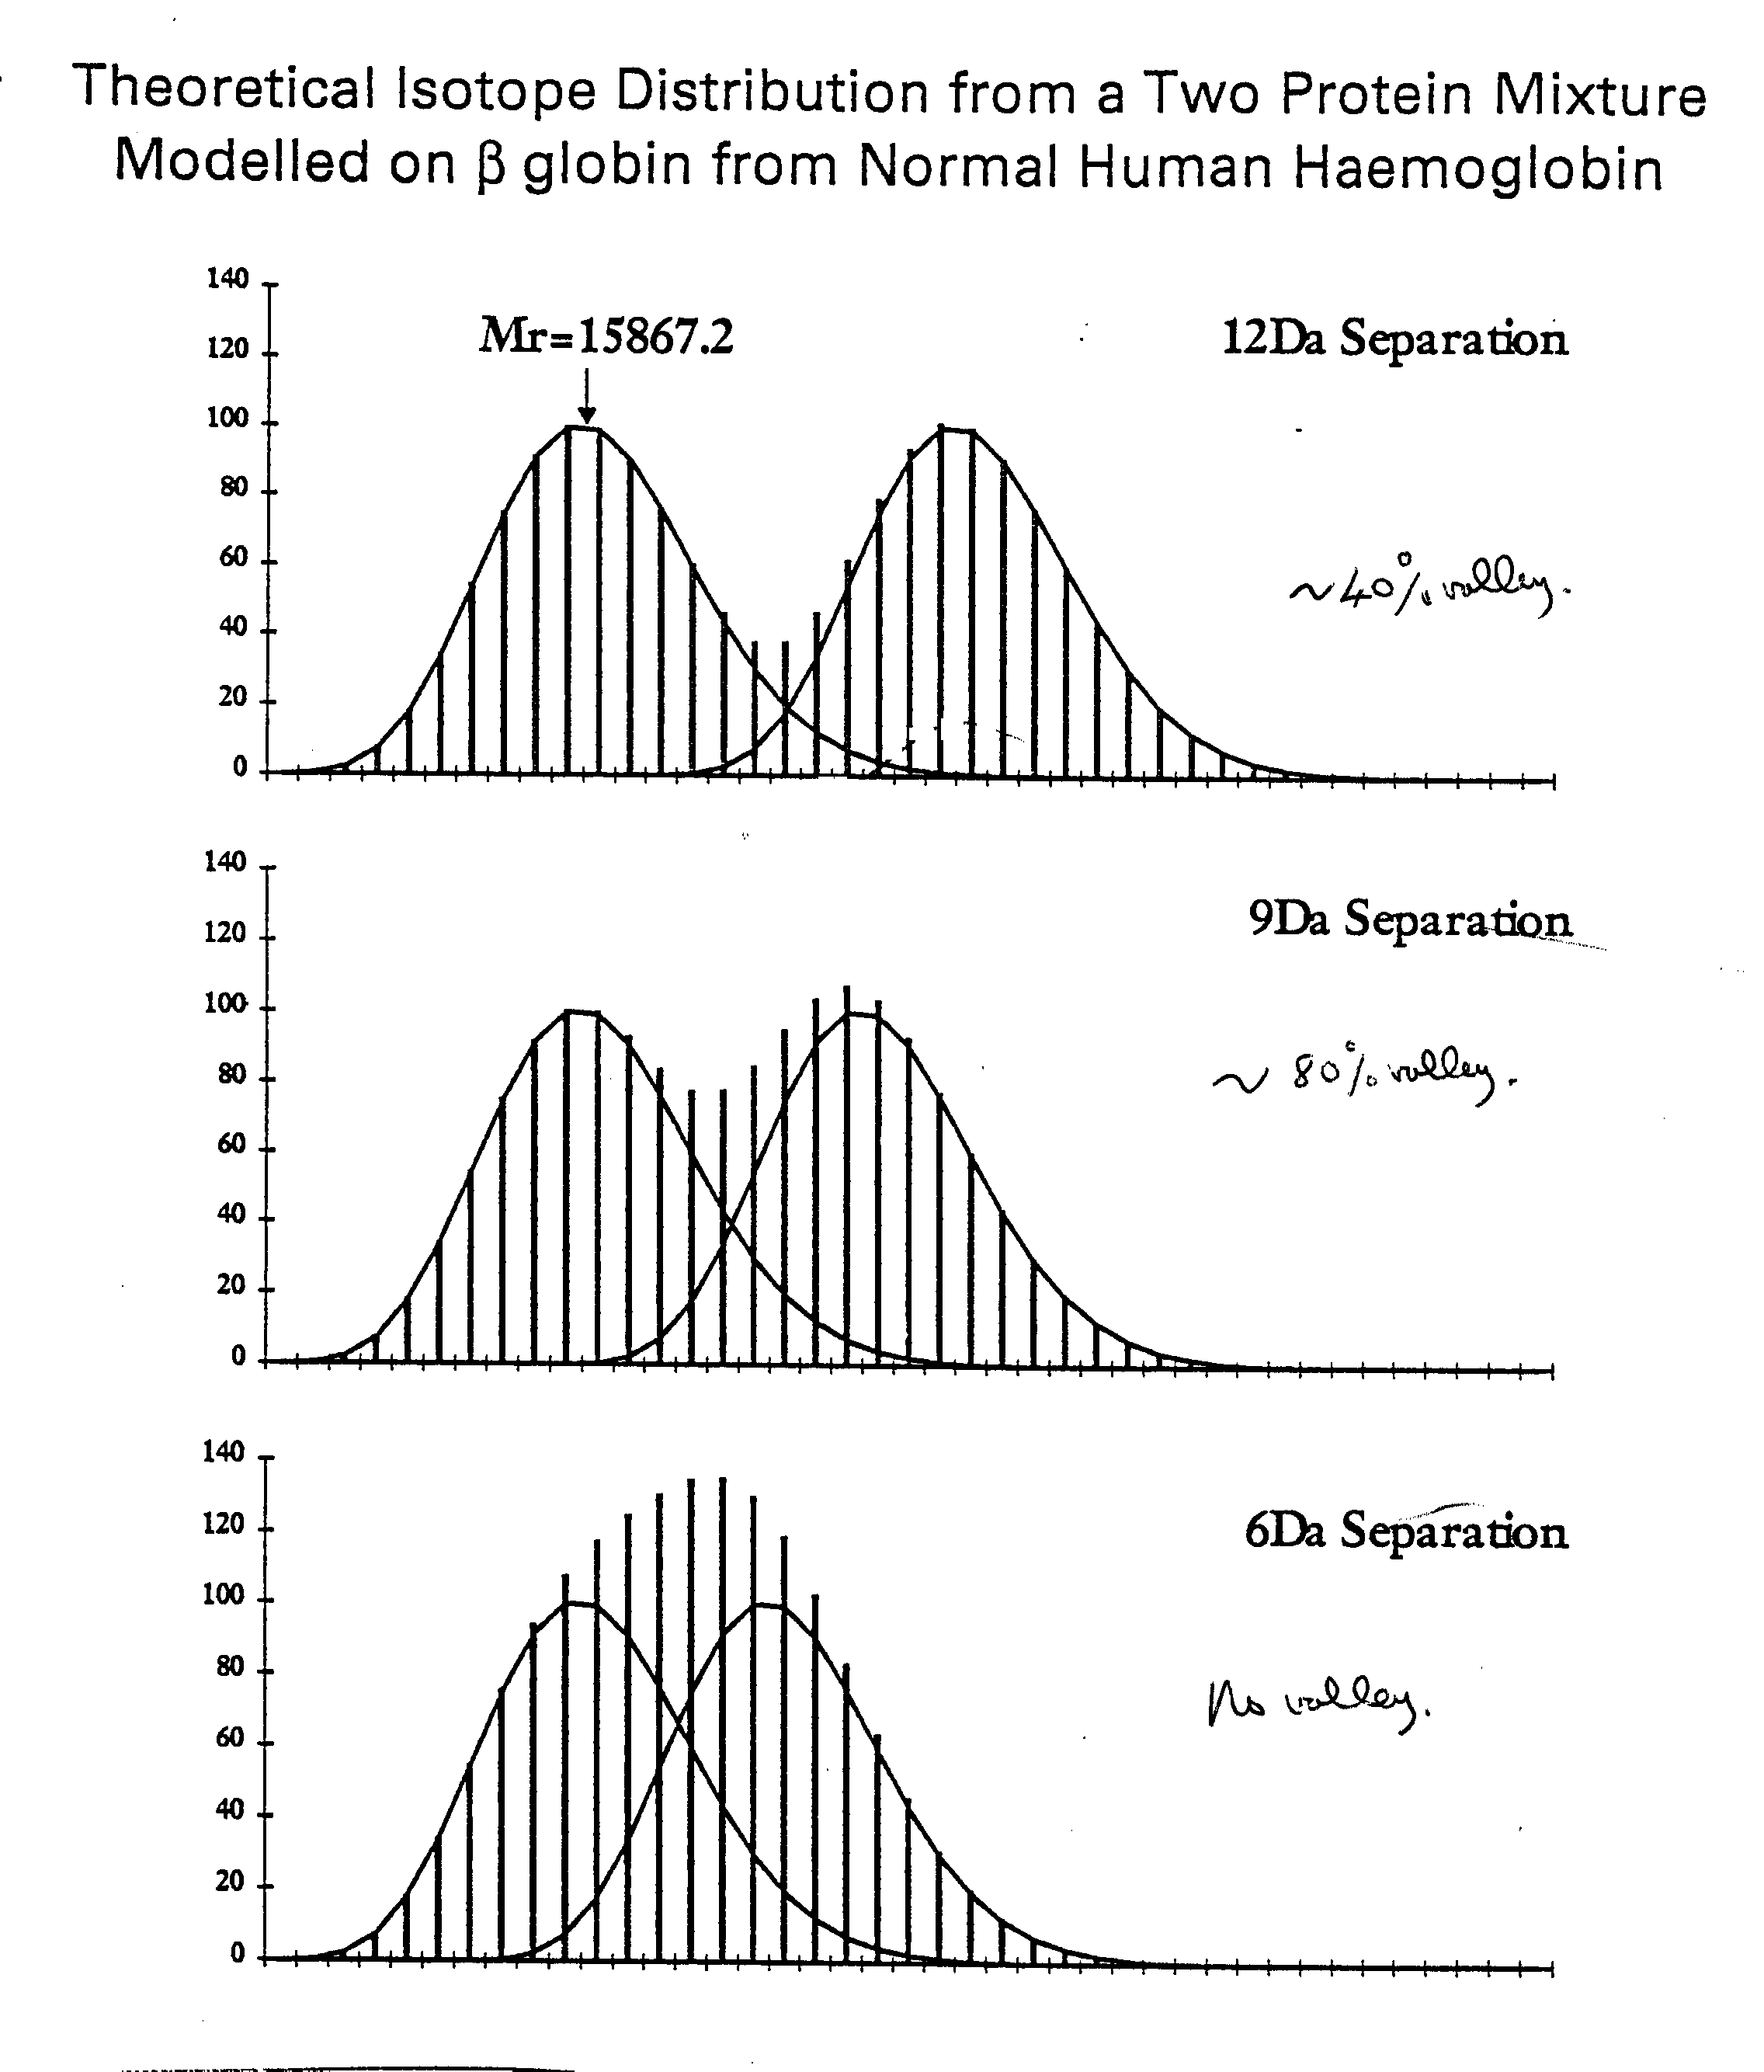 Theoretical Isotope Distribution from a Two Protein Mixture
Modelled on β globin from Normal Human Haemoglobin
140
120
100
80
60
40
20
0
Mr=15867.2
12Da Separation
~40% valley.
140
120
100
80
60
40
20
0
9Da Separation
~ 80% valley.
140
120
100
80
60
40
20
0
6Da Separation
No valley.